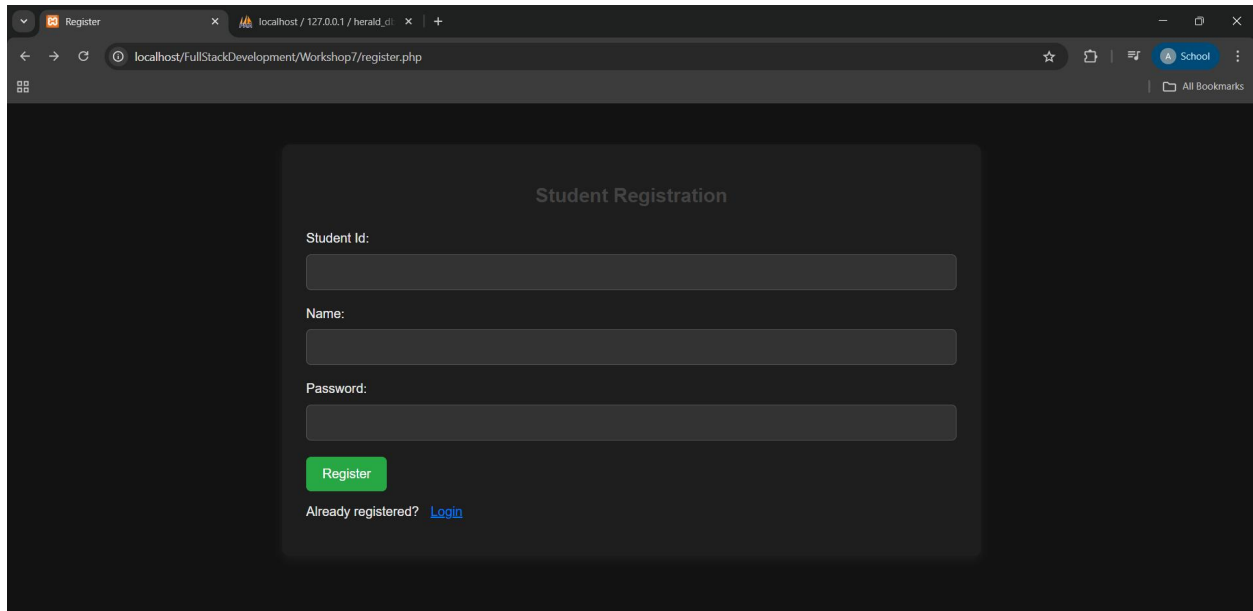 Register
localhost / 127.0.0.1 / herald_d
localhost/FullStackDevelopment/Workshop7/register.php
A School
All Bookmarks
Student Registration
Student Id:
Name:
Password:
Register
Already registered? Login